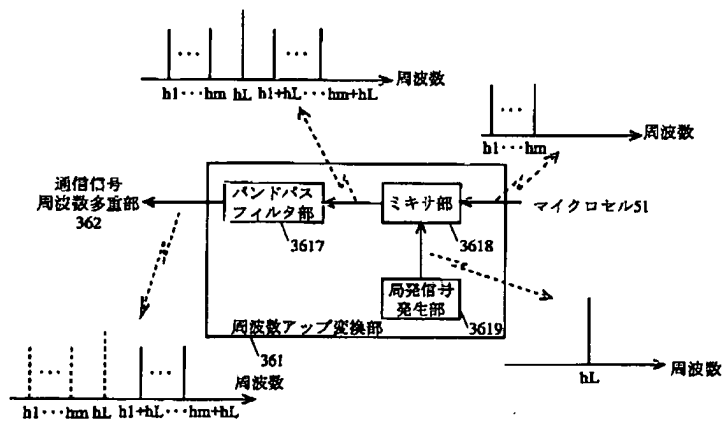 周波数
h1・・・hm hL h1+hL・・・hm+hL
周波数
h1・・・hm
通信信号
周波数多重部
362
バンドパス
フィルタ部
3617
ミキサ部
3618
マイクロセル51
局発信号
発生部
3619
周波数アップ変換部
361
周波数
h1・・・hm hL h1+hL・・・hm+hL
周波数
hL